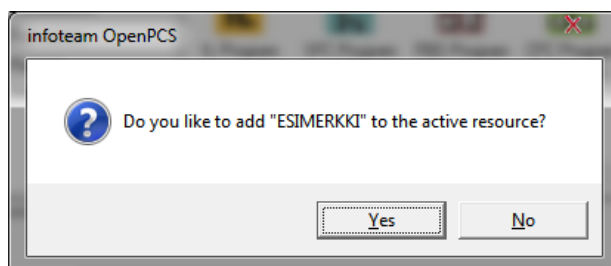 infoteam OpenPCS
Do you like to add "ESIMERKKI" to the active resource?
Yes
No